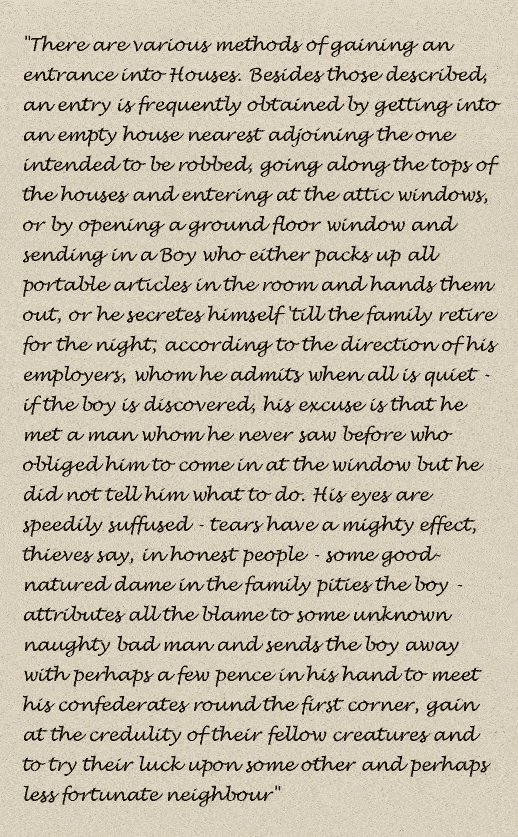 "There are various methods of gaining an
entrance into Houses. Besides those described,
an entry is frequently obtained by getting into
an empty house nearest adjoining the one
intended to be robbed, going along the tops of
the houses and entering at the attic windows,
or by opening a ground floor window and
sending in a Boy who either packs up all
portable articles in the room and hands them
out, or he secretes himself 'till the family retire
for the night; according to the direction of his
employers, whom he admits when all is quiet -
if the boy is discovered, his excuse is that he
met a man whom he never saw before who
obliged him to come in at the window but he
did not tell him what to do. His eyes are
speedily suffused - tears have a mighty effect,
thieves say, in honest people - some good-
natured dame in the family pities the boy -
attributes all the blame to some unknown
naughty bad man and sends the boy away
with perhaps a few pence in his hand to meet
his confederates round the first corner, gain
at the credulity of their fellow creatures and
to try their luck upon some other and perhaps
less fortunate neighbour"